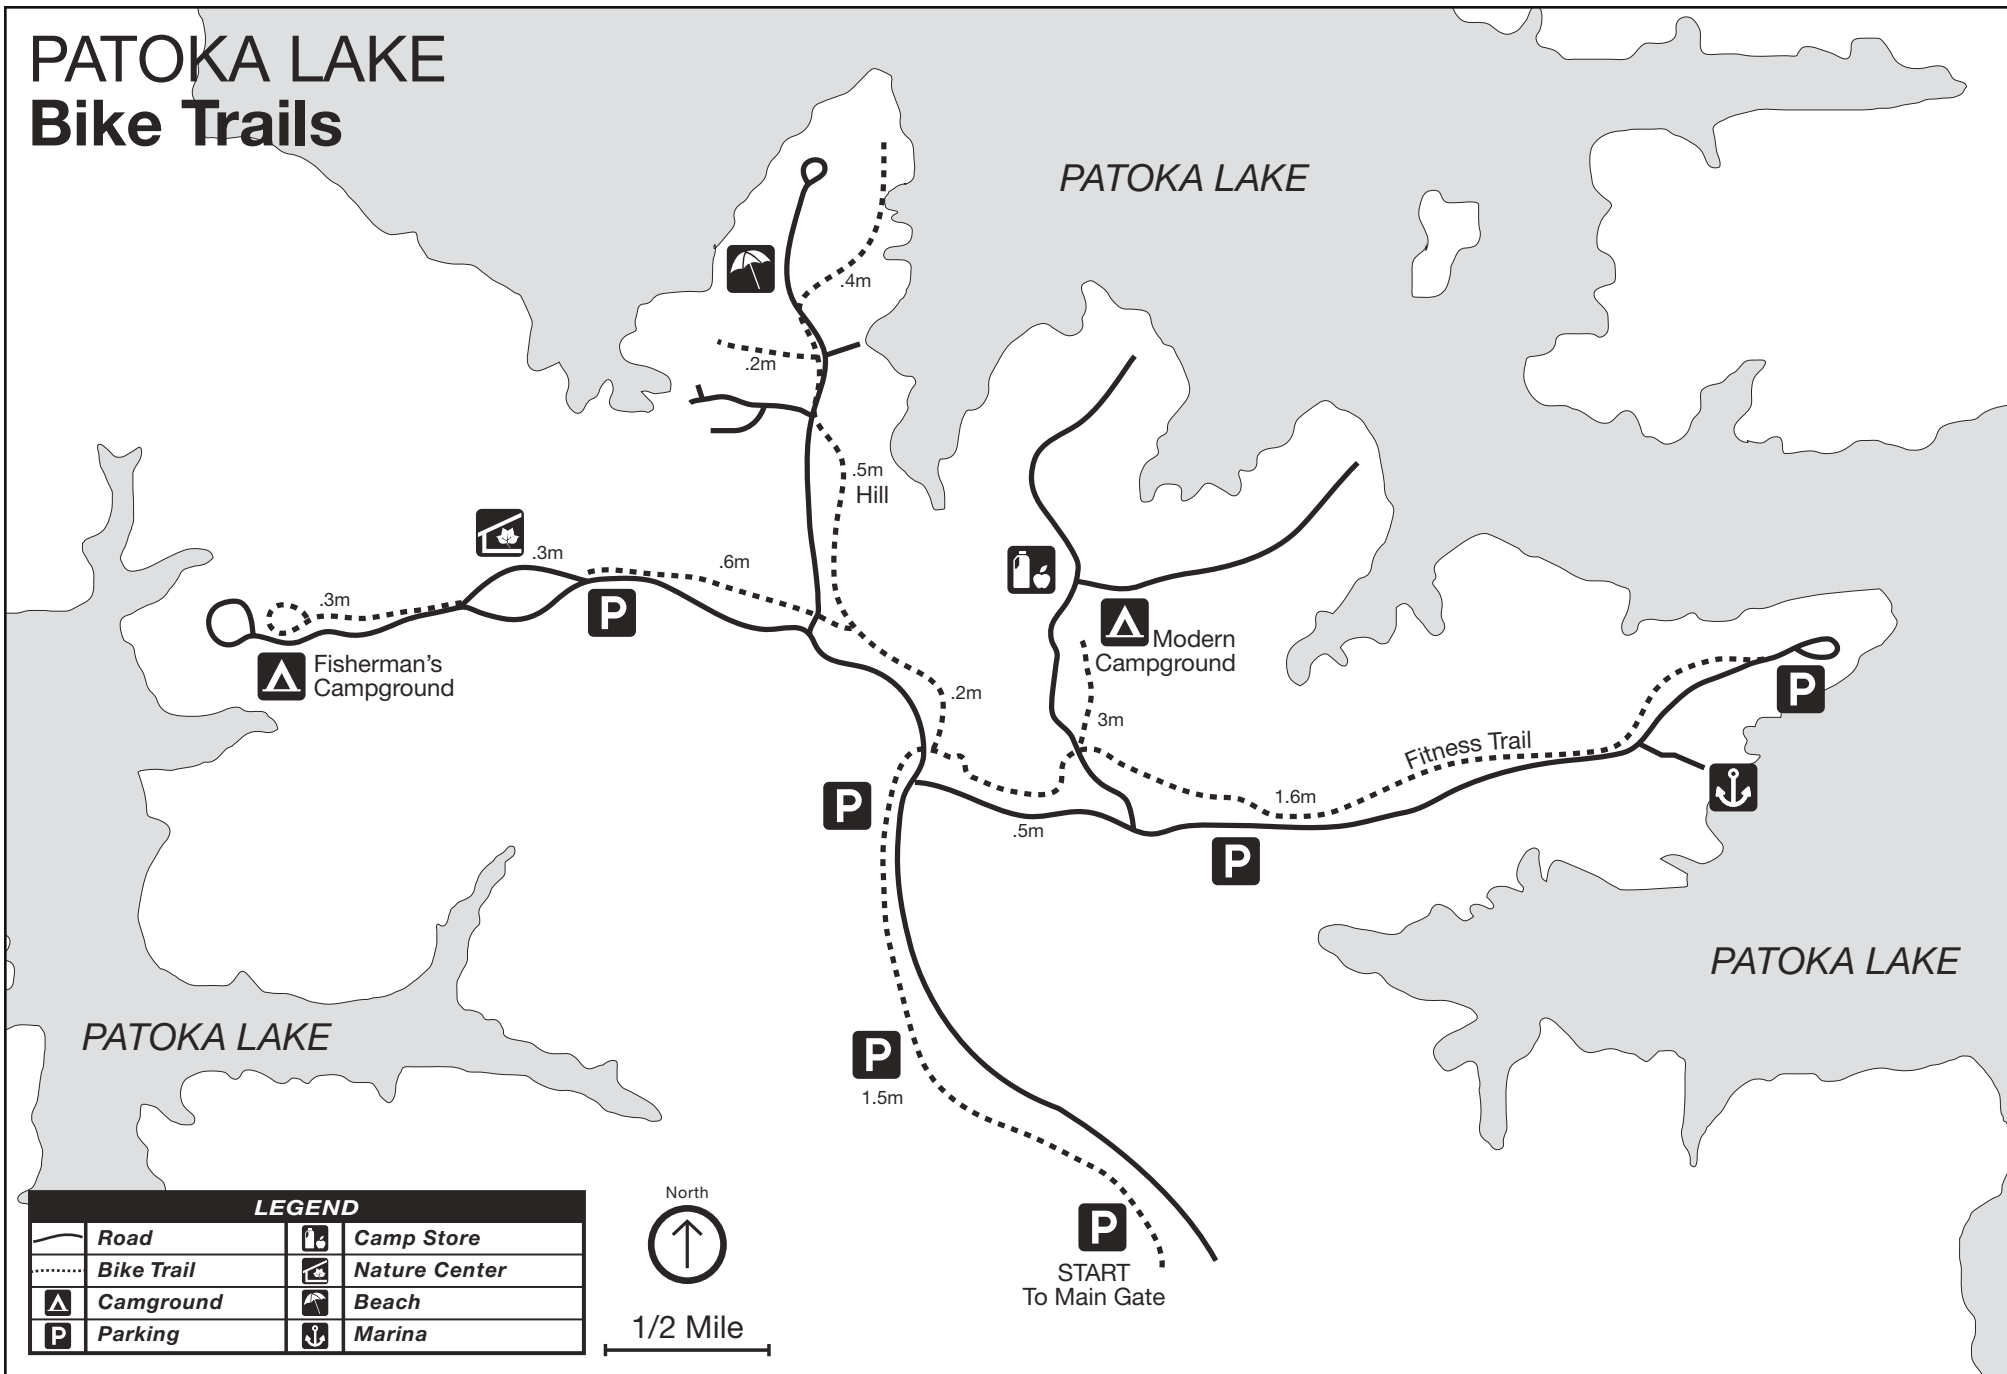 PATOKA LAKE
Bike Trails
PATOKA LAKE
.4m
.2m
.5m
Hill
.3m
.6m
.3m
P
Fisherman's
Campground
Modern
Campground
.2m
3m
P
Fitness Trail
1.6m
P
.5m
P
PATOKA LAKE
PATOKA LAKE
P
1.5m
P
START
To Main Gate
LEGEND
Road
Camp Store
Bike Trail
Nature Center
Camground
Beach
P
Parking
Marina
North
1/2 Mile